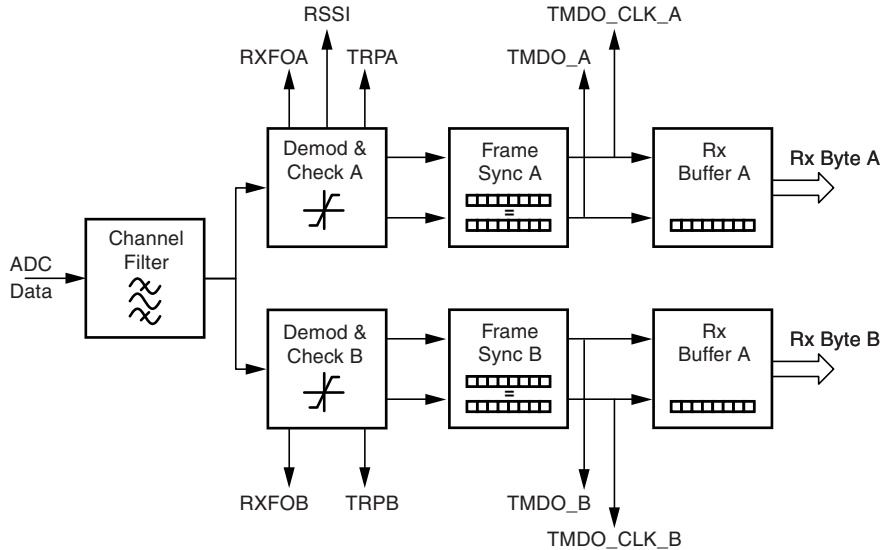 RSSI
TMDO_CLK_A
RXFOA
TRPA
TMDO_A
Demod &
Check A
Frame
Sync A
=
Rx
Buffer A
Rx Byte A
Channel
Filter
ADC
Data
Demod &
Check B
Frame
Sync B
=
Rx
Buffer A
Rx Byte B
RXFOB
TRPB
TMDO_B
TMDO_CLK_B